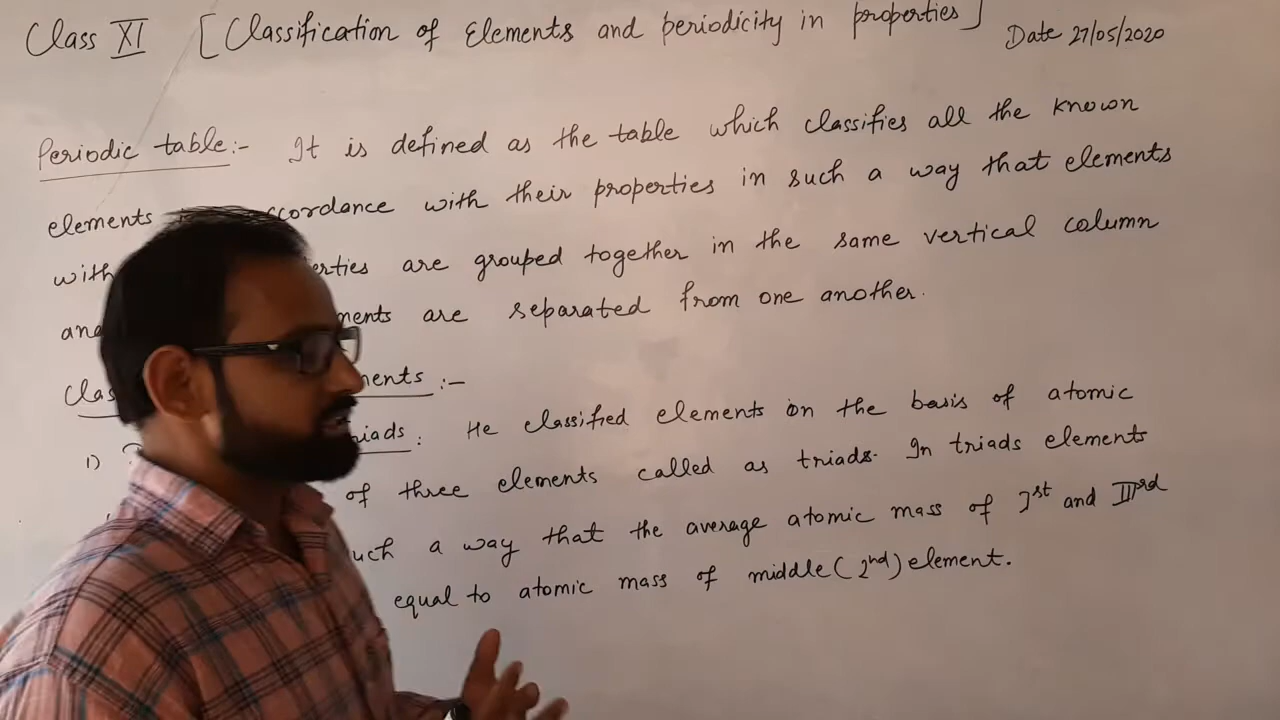 Class XI [Classification of Elements and periodicity in properties] Date 27/05/2020
Periodic table:- It is defined as the table which classifies all the known
elements ccordance with their properties in such a way that elements
with erties are grouped together in the same vertical column
and ments are separated from one another.
Clas ments :-
1) riads : He classified elements on the basis of atomic
of three elements called as triads. In triads elements
uch a way that the average atomic mass of Ist and IIIrd
equal to atomic mass of middle (2nd) element.